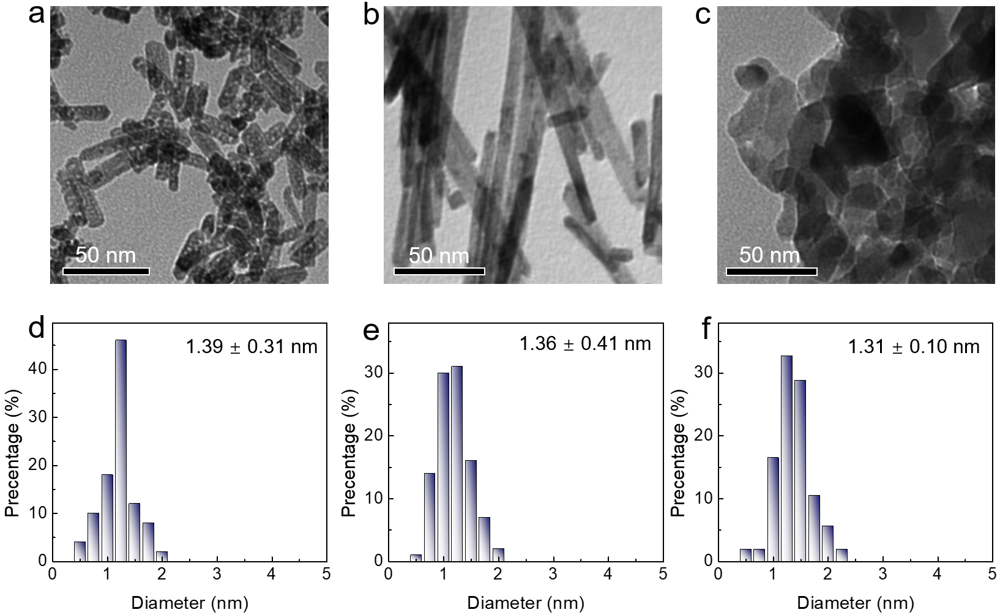 a
b
c
50 nm
50 nm
50 nm
d
1.39 ± 0.31 nm
40
30
20
10
0
0 1 2 3 4 5
Precentage (%)
Diameter (nm)
e
1.36 ± 0.41 nm
30
20
10
0
0 1 2 3 4 5
Precentage (%)
Diameter (nm)
f
1.31 ± 0.10 nm
30
20
10
0
0 1 2 3 4 5
Precentage (%)
Diameter (nm)